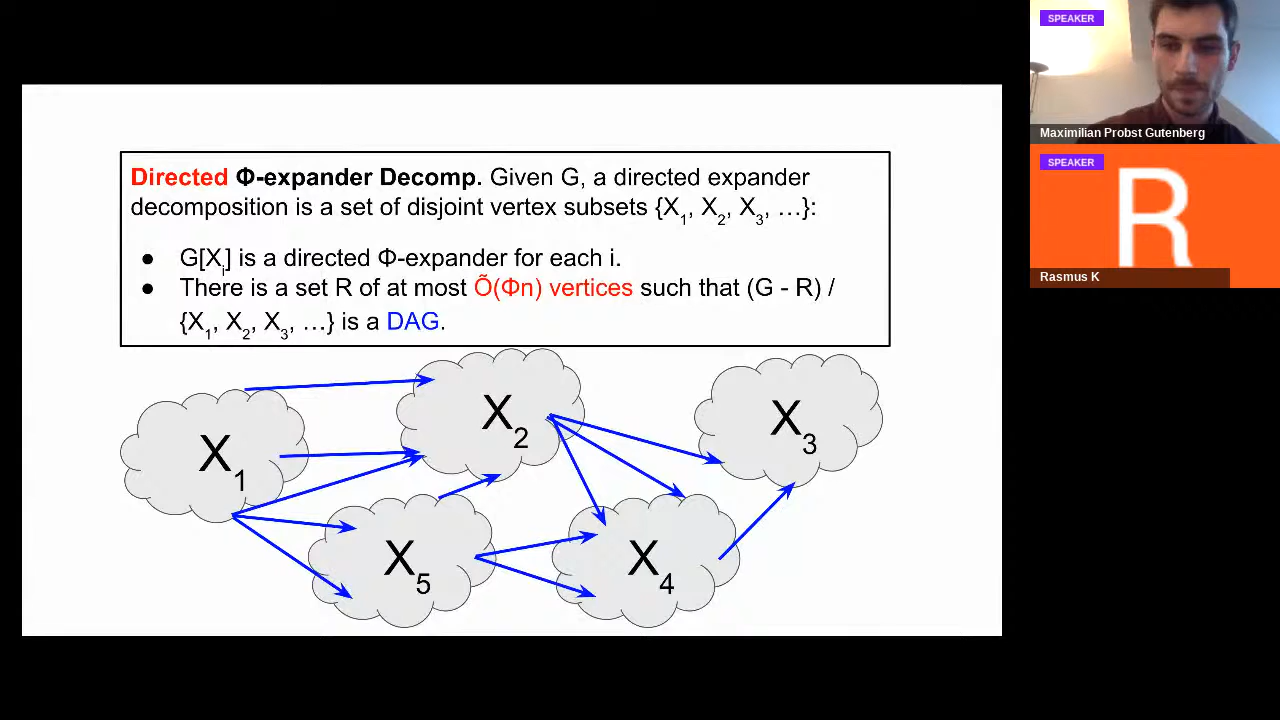 Directed Φ-expander Decomp. Given G, a directed expander
decomposition is a set of disjoint vertex subsets {X1, X2, X3, …}:
● G[Xi] is a directed Φ-expander for each i.
● There is a set R of at most Õ(Φn) vertices such that (G - R) /
{X1, X2, X3, …} is a DAG.
X1
X2
X3
X5
X4
SPEAKER
Maximilian Probst Gutenberg
SPEAKER
R
Rasmus K